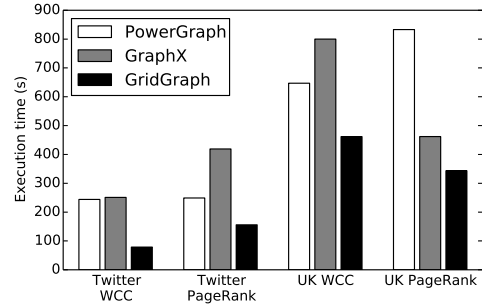 900
800
700
600
500
400
300
200
100
0
Execution time (s)
PowerGraph
GraphX
GridGraph
Twitter
WCC
Twitter
PageRank
UK WCC
UK PageRank